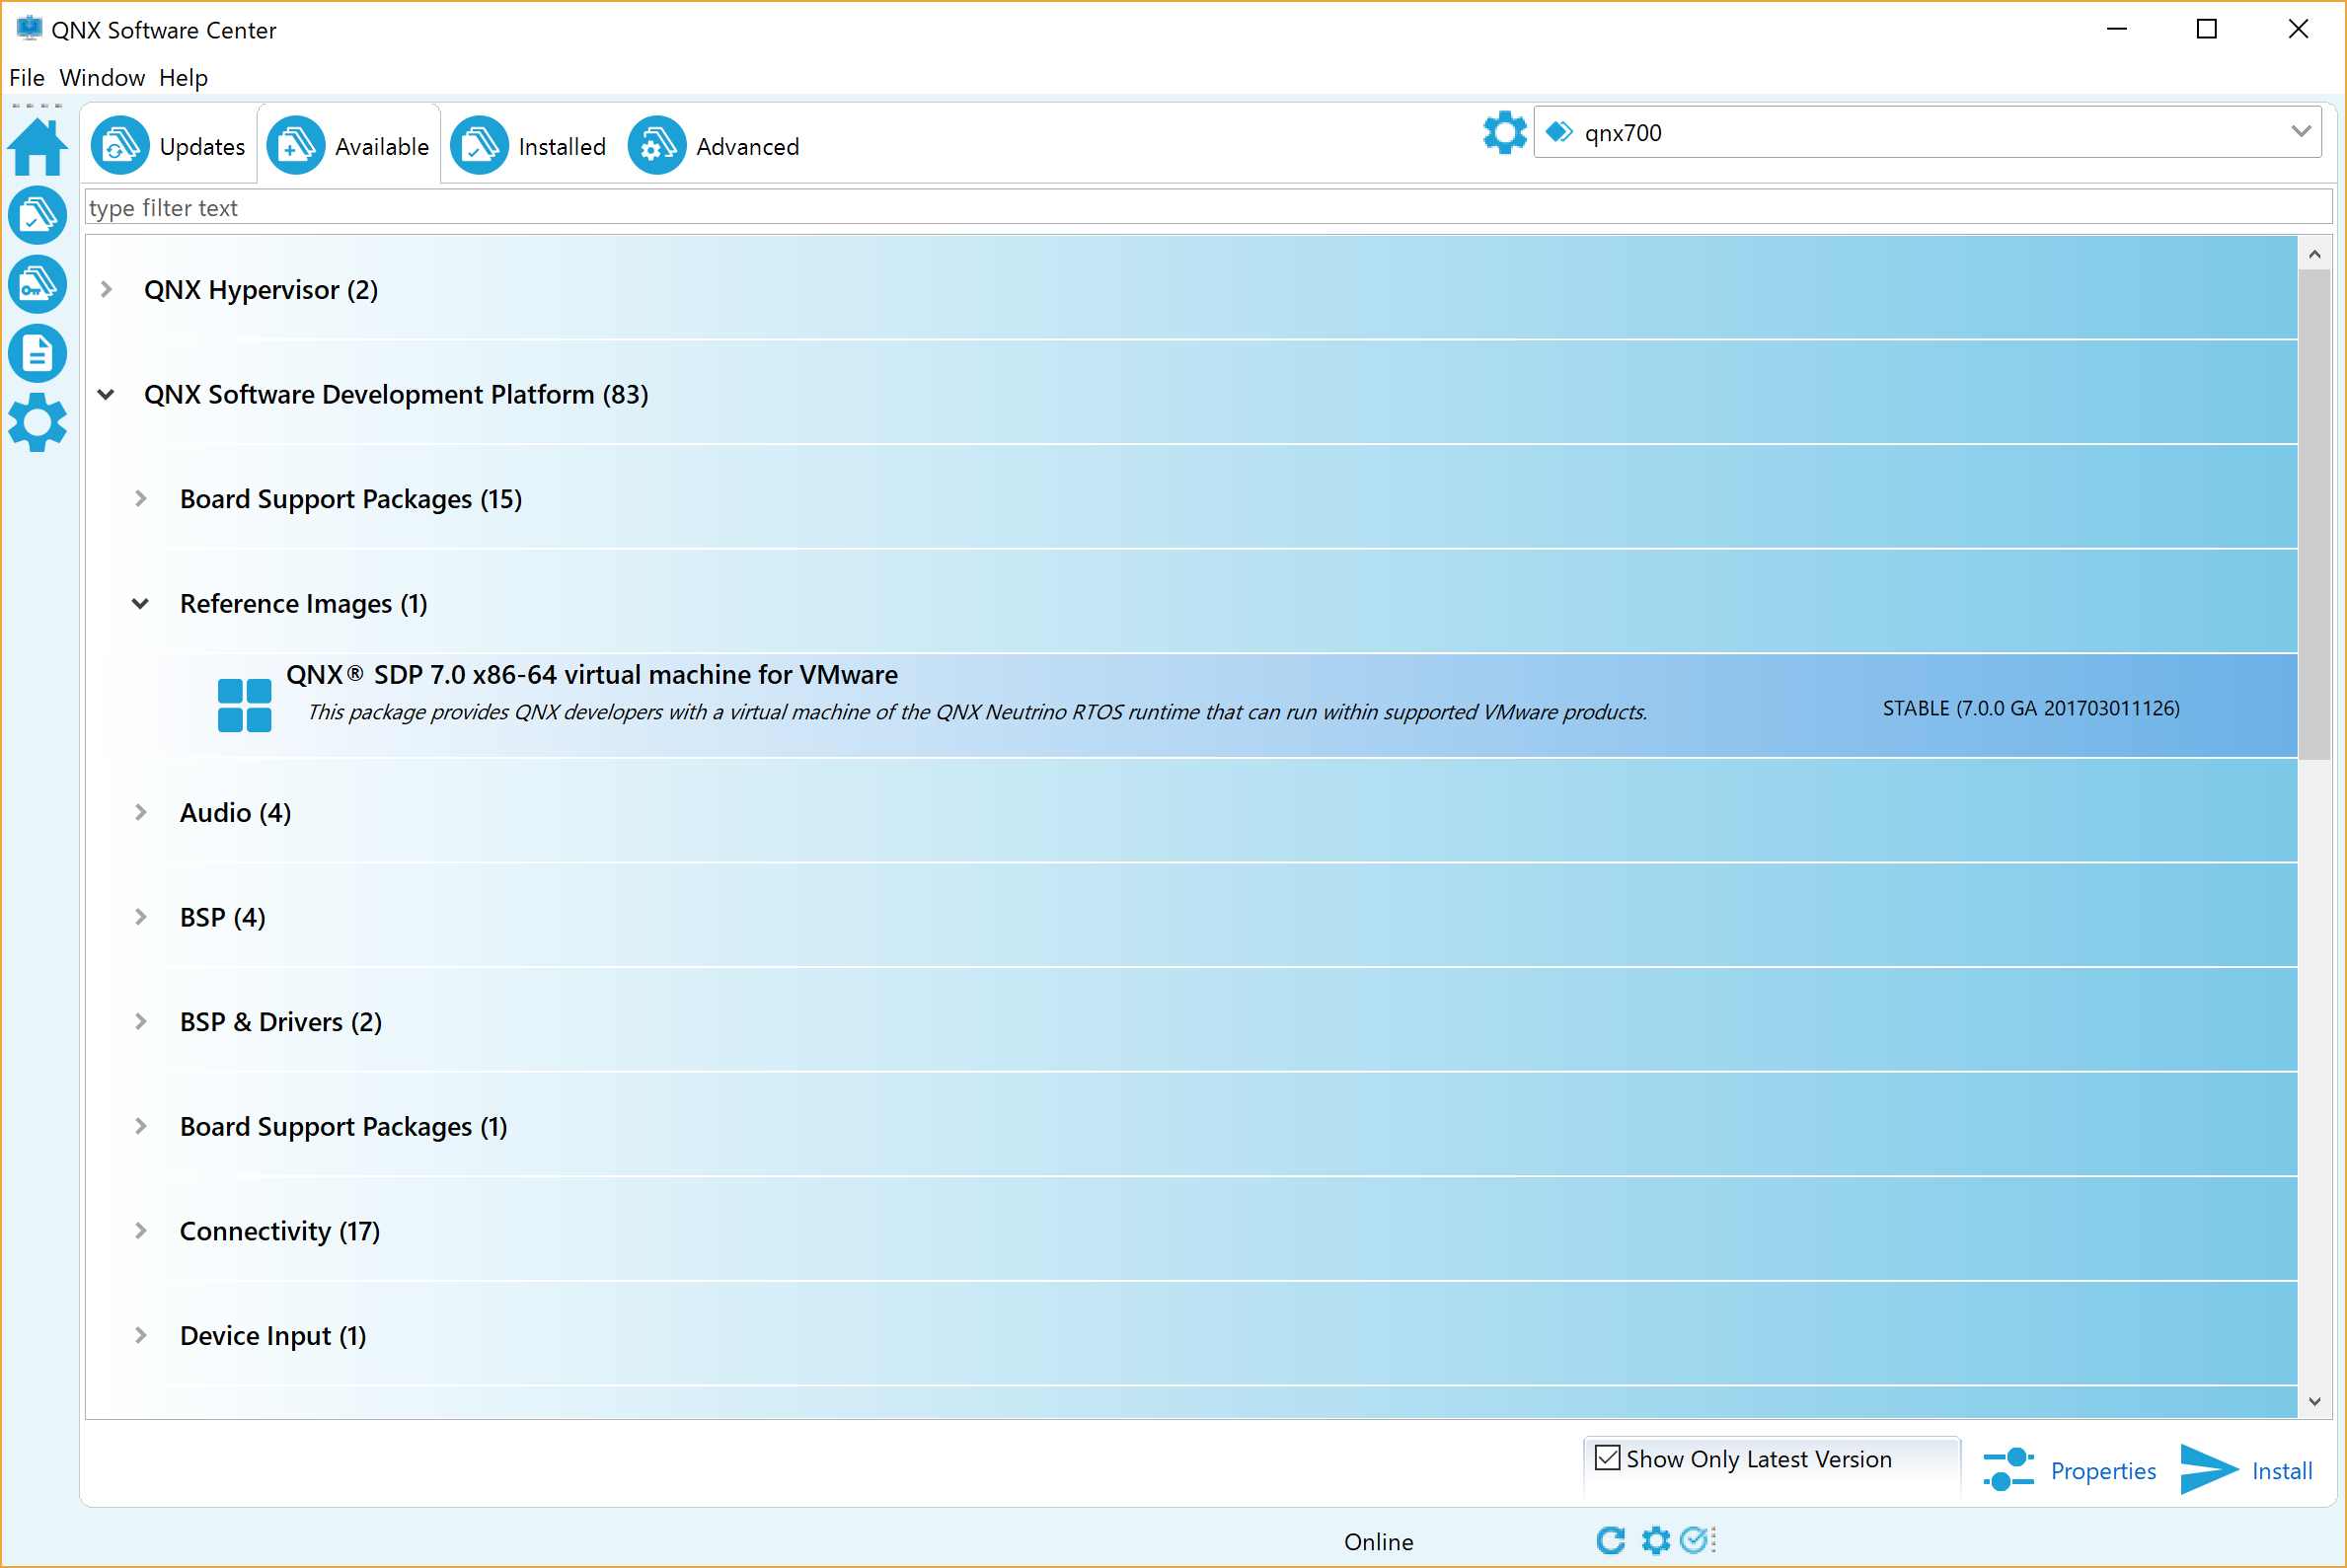 QNX Software Center
File Window Help
Updates
Available
Installed
Advanced
qnx700
type filter text
QNX Hypervisor (2)
QNX Software Development Platform (83)
Board Support Packages (15)
Reference Images (1)
QNX® SDP 7.0 x86-64 virtual machine for VMware
This package provides QNX developers with a virtual machine of the QNX Neutrino RTOS runtime that can run within supported VMware products.
STABLE (7.0.0 GA 201703011126)
Audio (4)
BSP (4)
BSP & Drivers (2)
Board Support Packages (1)
Connectivity (17)
Device Input (1)
Show Only Latest Version
Properties
Install
Online